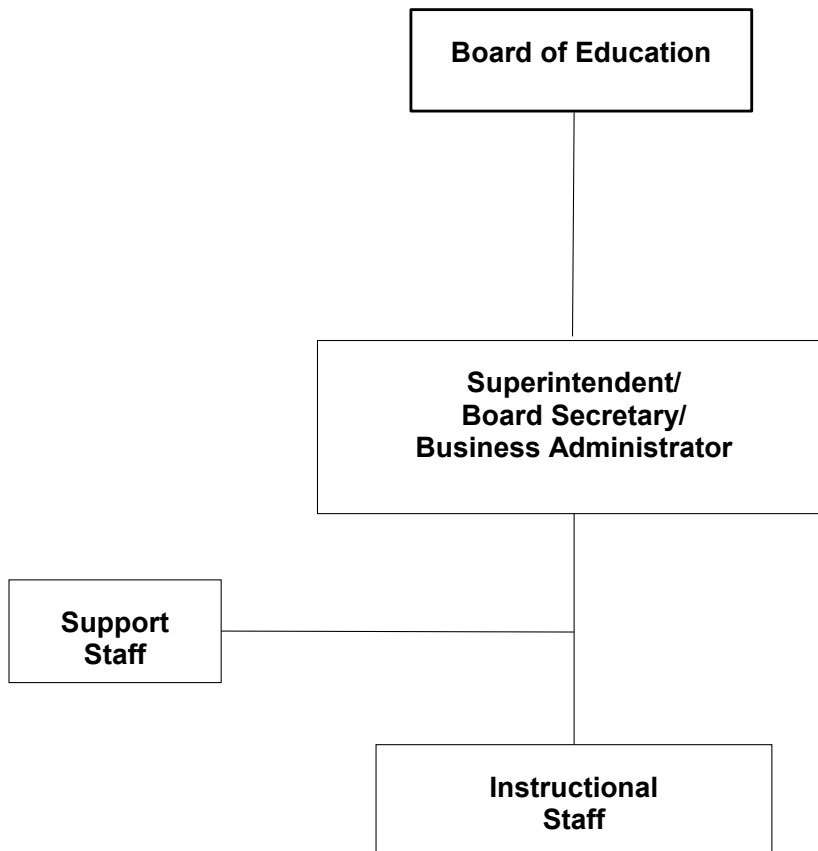 Board of Education
Superintendent/
Board Secretary/
Business Administrator
Support
Staff
Instructional
Staff